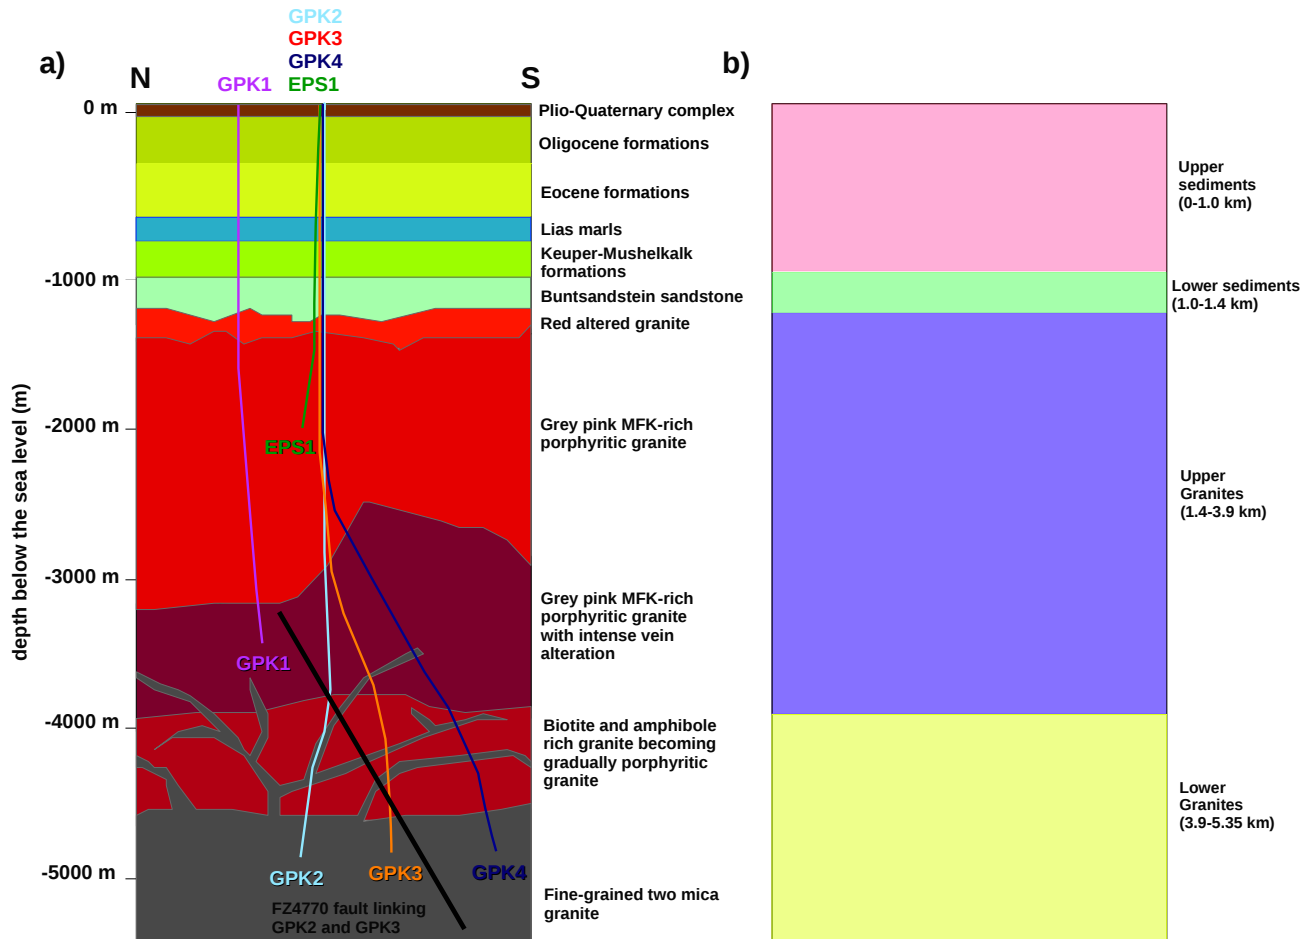 GPK2
GPK3
GPK4
EPS1
GPK1
a)
N
S
b)
depth below the sea level (m)
0 m
-1000 m
-2000 m
-3000 m
-4000 m
-5000 m
Plio-Quaternary complex
Oligocene formations
Eocene formations
Lias marls
Keuper-Mushelkalk
formations
Buntsandstein sandstone
Red altered granite
Grey pink MFK-rich
porphyritic granite
Grey pink MFK-rich
porphyritic granite
with intense vein
alteration
Biotite and amphibole
rich granite becoming
gradually porphyritic
granite
Fine-grained two mica
granite
EPS1
GPK1
GPK2
GPK3
GPK4
FZ4770 fault linking
GPK2 and GPK3
Upper
sediments
(0-1.0 km)
Lower sediments
(1.0-1.4 km)
Upper
Granites
(1.4-3.9 km)
Lower
Granites
(3.9-5.35 km)